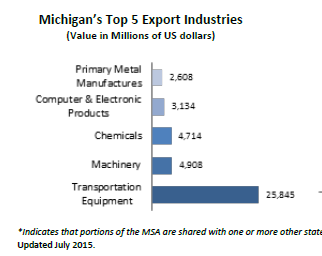 Michigan's Top 5 Export Industries
(Value in Millions of US dollars)
Primary Metal
Manufactures
2,608
Computer & Electronic
Products
3,134
Chemicals
4,714
Machinery
4,908
Transportation
Equipment
25,845
*Indicates that portions of the MSA are shared with one or more other state
Updated July 2015.